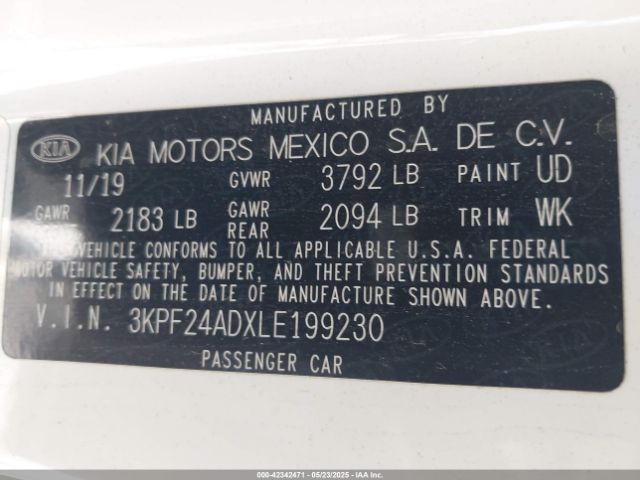 MANUFACTURED BY
KIA KIA MOTORS MEXICO S.A. DE C.V.
11/19 GVWR 3792 LB PAINT UD
GAWR 2183 LB GAWR REAR 2094 LB TRIM WK
VEHICLE CONFORMS TO ALL APPLICABLE U.S.A. FEDERAL
MOTOR VEHICLE SAFETY, BUMPER, AND THEFT PREVENTION STANDARDS
IN EFFECT ON THE DATE OF MANUFACTURE SHOWN ABOVE.
V.I.N. 3KPF24ADXLE199230
PASSENGER CAR
000-42342471 - 05/23/2025 - IAA Inc.